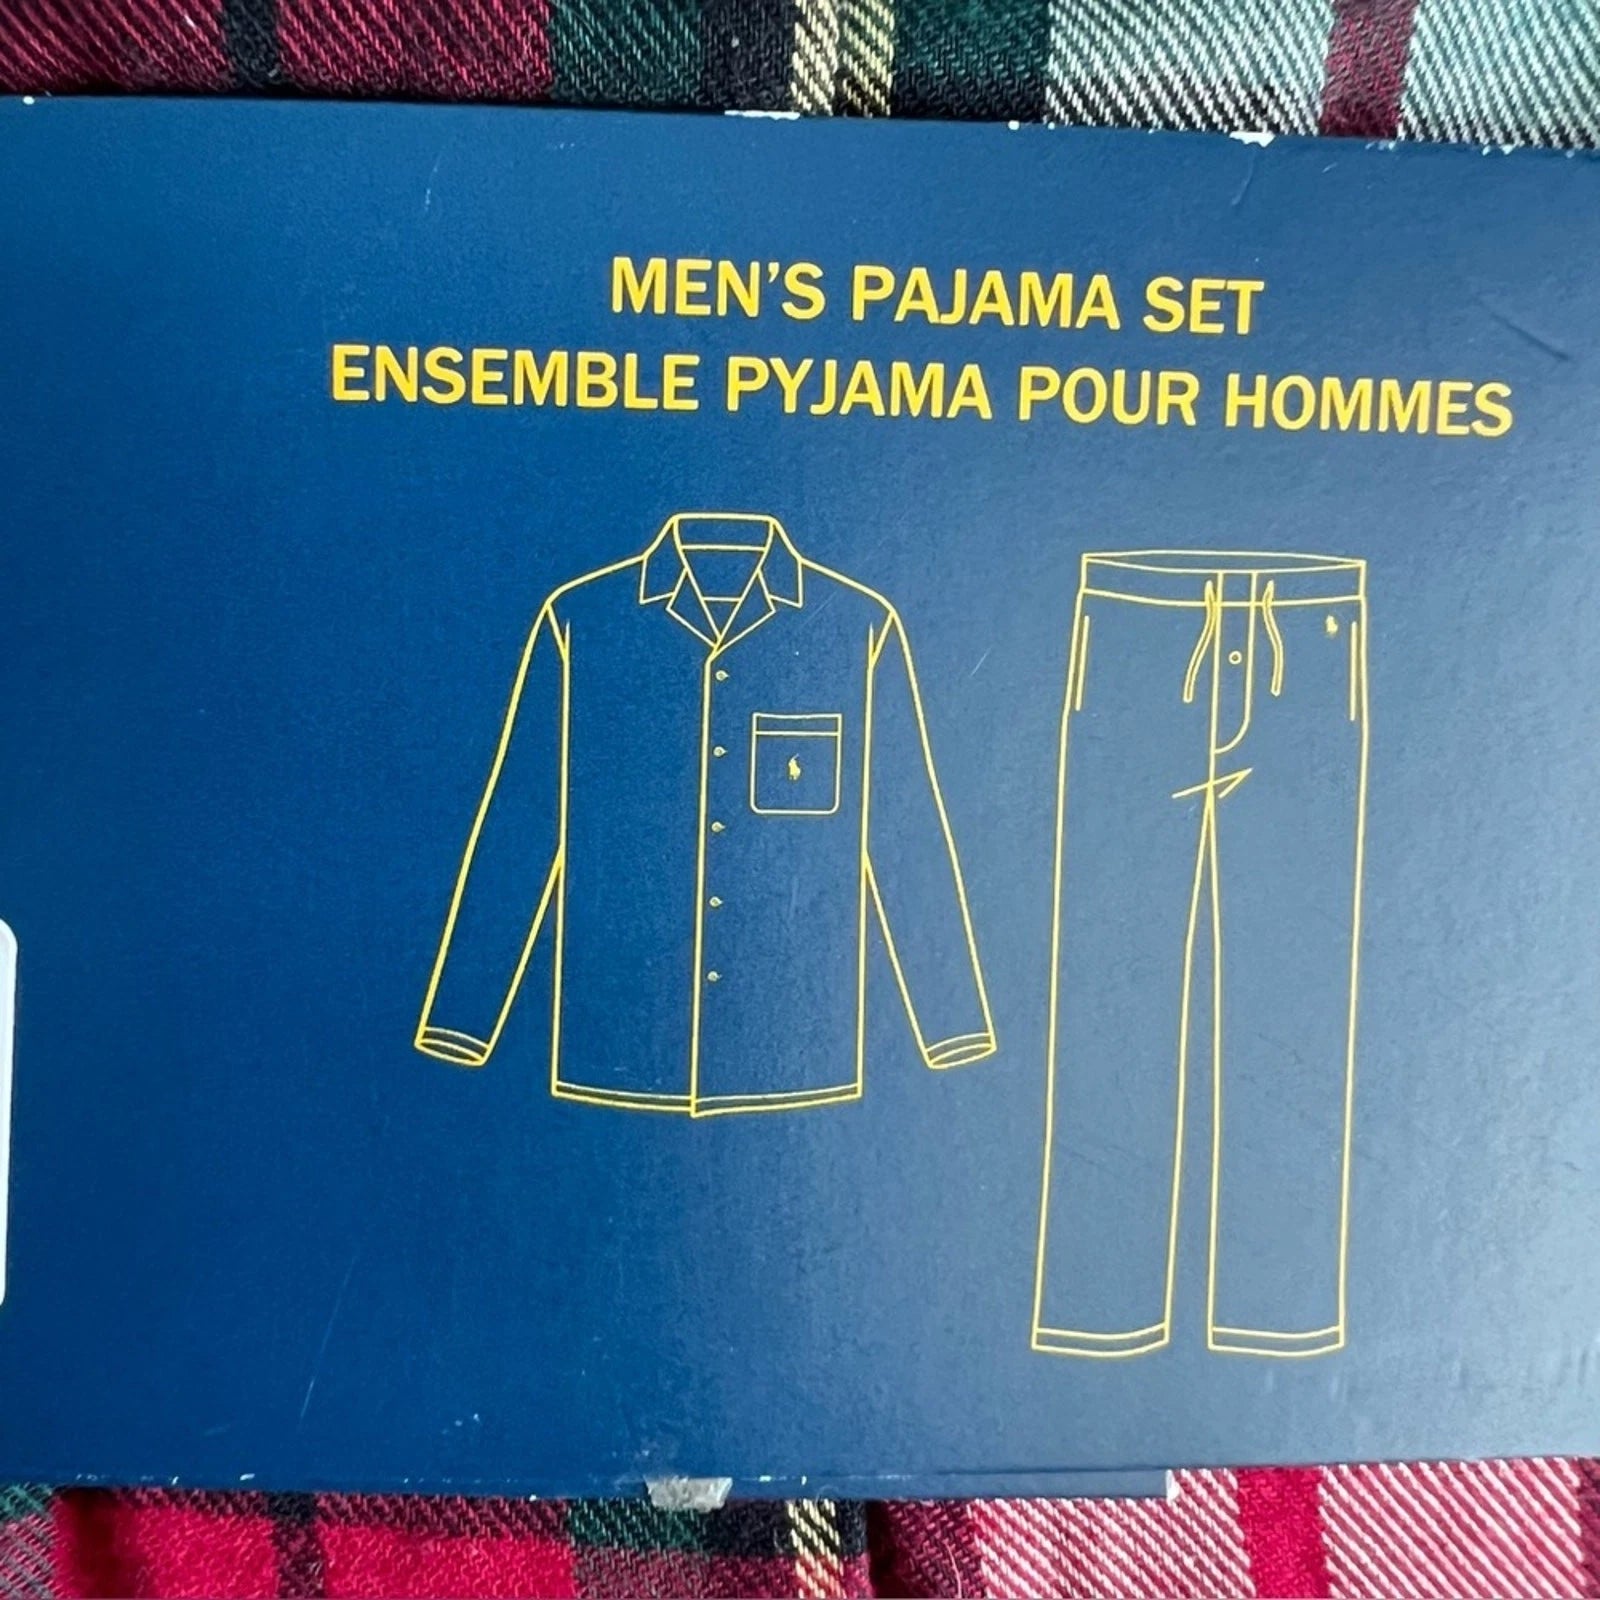 MEN’S PAJAMA SET
ENSEMBLE PYJAMA POUR HOMMES